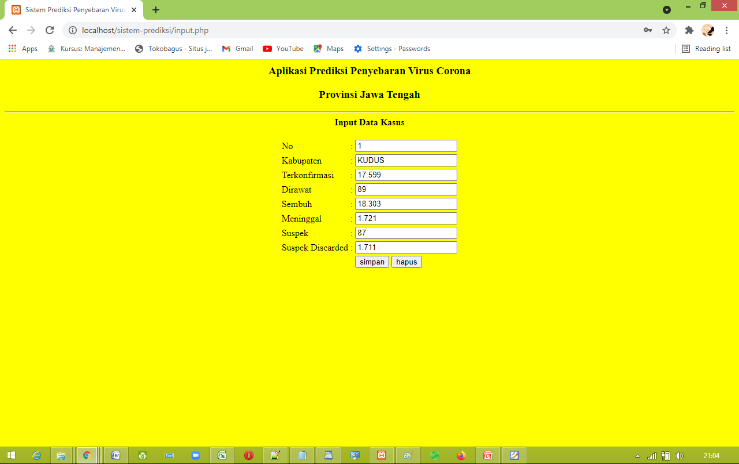 Sistem Prediksi Penyebaran Viru
localhost/sistem-prediksi/input.php
Apps Kursus: Manajemen... Tokobagus - Situs j... Gmail YouTube Maps Settings - Passwords Reading list
Aplikasi Prediksi Penyebaran Virus Corona
Provinsi Jawa Tengah
Input Data Kasus
No : 1
Kabupaten : KUDUS
Terkonfirmasi : 17.599
Dirawat : 89
Sembuh : 18.303
Meninggal : 1.721
Suspek : 87
Suspek Discarded : 1.711
simpan hapus
21:04